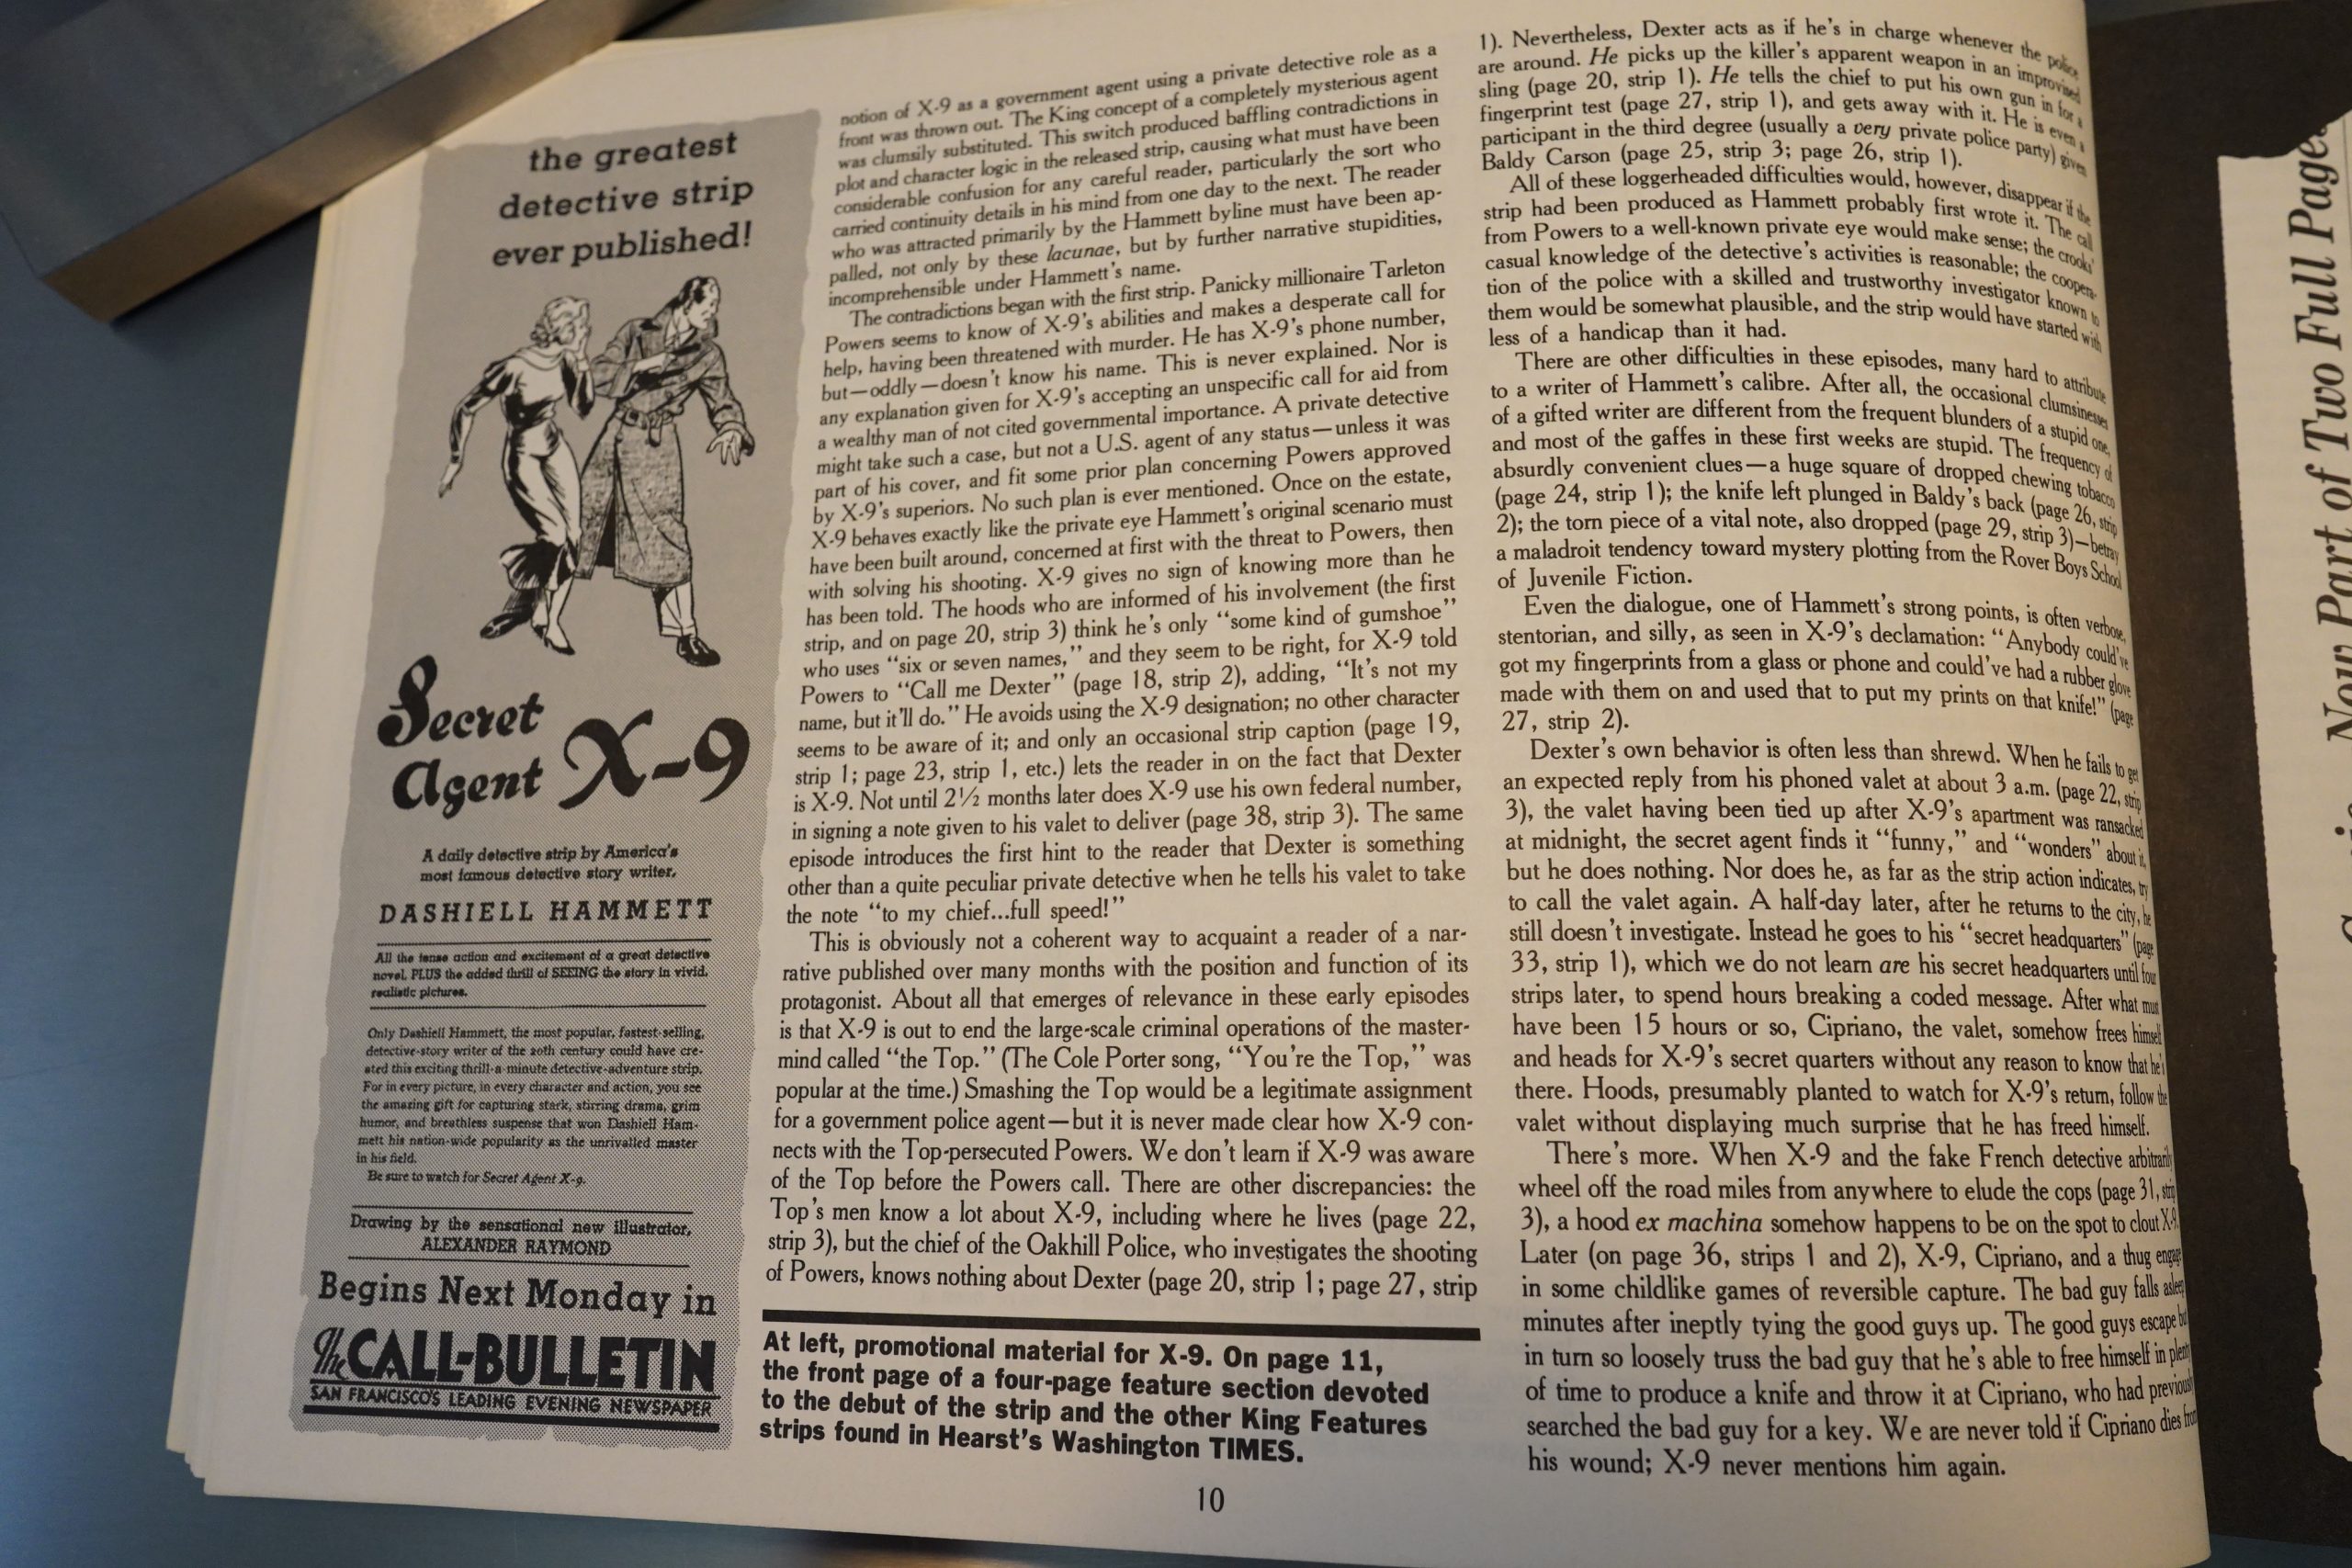 the greatest
detective strip
ever published!
Secret
Agent X-9
A daily detective strip by America's
most famous detective story writer,
DASHIELL HAMMETT
All the tense action and excitement of a great detective
novel, PLUS the added thrill of SEEING the story in vivid,
realistic pictures.
Only Dashiell Hammett, the most popular, fastest-selling,
detective-story writer of the 20th century could have cre-
ated this exciting thrill-a-minute detective-adventure strip.
For in every picture, in every character and action, you see
the amazing gift for capturing stark, stirring drama, grim
humor, and breathless suspense that won Dashiell Ham-
mett his nation-wide popularity as the unrivalled master
in his field.
Be sure to watch for Secret Agent X-9.
Drawing by the sensational new illustrator,
ALEXANDER RAYMOND
Begins Next Monday in
The CALL-BULLETIN
SAN FRANCISCO'S LEADING EVENING NEWSPAPER
notion of X-9 as a government agent using a private detective role as a
front was thrown out. The King concept of a completely mysterious agent
was clumsily substituted. This switch produced baffling contradictions in
plot and character logic in the released strip, causing what must have been
considerable confusion for any careful reader, particularly the sort who
carried continuity details in his mind from one day to the next. The reader
who was attracted primarily by the Hammett byline must have been ap-
palled, not only by these lacunae, but by further narrative stupidities,
incomprehensible under Hammett's name.
The contradictions began with the first strip. Panicky millionaire Tarleton
Powers seems to know of X-9's abilities and makes a desperate call for
help, having been threatened with murder. He has X-9's phone number,
but—oddly—doesn't know his name. This is never explained. Nor is
any explanation given for X-9's accepting an unspecific call for aid from
a wealthy man of not cited governmental importance. A private detective
might take such a case, but not a U.S. agent of any status—unless it was
part of his cover, and fit some prior plan concerning Powers approved
by X-9's superiors. No such plan is ever mentioned. Once on the estate,
X-9 behaves exactly like the private eye Hammett's original scenario must
have been built around, concerned at first with the threat to Powers, then
with solving his shooting. X-9 gives no sign of knowing more than he
has been told. The hoods who are informed of his involvement (the first
strip, and on page 20, strip 3) think he's only “some kind of gumshoe”
who uses “six or seven names,” and they seem to be right, for X-9 told
Powers to “Call me Dexter” (page 18, strip 2), adding, “It's not my
name, but it'll do.” He avoids using the X-9 designation; no other character
seems to be aware of it; and only an occasional strip caption (page 19,
strip 1; page 23, strip 1, etc.) lets the reader in on the fact that Dexter
is X-9. Not until 2½ months later does X-9 use his own federal number,
in signing a note given to his valet to deliver (page 38, strip 3). The same
episode introduces the first hint to the reader that Dexter is something
other than a quite peculiar private detective when he tells his valet to take
the note “to my chief...full speed!”
This is obviously not a coherent way to acquaint a reader of a nar-
rative published over many months with the position and function of its
protagonist. About all that emerges of relevance in these early episodes
is that X-9 is out to end the large-scale criminal operations of the master-
mind called “the Top.” (The Cole Porter song, “You're the Top,” was
popular at the time.) Smashing the Top would be a legitimate assignment
for a government police agent—but it is never made clear how X-9 con-
nects with the Top-persecuted Powers. We don't learn if X-9 was aware
of the Top before the Powers call. There are other discrepancies: the
Top's men know a lot about X-9, including where he lives (page 22,
strip 3), but the chief of the Oakhill Police, who investigates the shooting
of Powers, knows nothing about Dexter (page 20, strip 1; page 27, strip
At left, promotional material for X-9. On page 11,
the front page of a four-page feature section devoted
to the debut of the strip and the other King Features
strips found in Hearst's Washington TIMES.
1). Nevertheless, Dexter acts as if he's in charge whenever the police
are around. He picks up the killer's apparent weapon in an improvised
sling (page 20, strip 1). He tells the chief to put his own gun in for a
fingerprint test (page 27, strip 1), and gets away with it. He is even a
participant in the third degree (usually a very private police party) given
Baldy Carson (page 25, strip 3; page 26, strip 1).
All of these loggerheaded difficulties would, however, disappear if the
strip had been produced as Hammett probably first wrote it. The call
from Powers to a well-known private eye would make sense; the crooks'
casual knowledge of the detective's activities is reasonable; the coopera-
tion of the police with a skilled and trustworthy investigator known to
them would be somewhat plausible, and the strip would have started with
less of a handicap than it had.
There are other difficulties in these episodes, many hard to attribute
to a writer of Hammett's calibre. After all, the occasional clumsinesses
of a gifted writer are different from the frequent blunders of a stupid one,
and most of the gaffes in these first weeks are stupid. The frequency of
absurdly convenient clues—a huge square of dropped chewing tobacco
(page 24, strip 1); the knife left plunged in Baldy's back (page 26, strip
2); the torn piece of a vital note, also dropped (page 29, strip 3)—betray
a maladroit tendency toward mystery plotting from the Rover Boys School
of Juvenile Fiction.
Even the dialogue, one of Hammett's strong points, is often verbose,
stentorian, and silly, as seen in X-9's declamation: “Anybody could've
got my fingerprints from a glass or phone and could've had a rubber glove
made with them on and used that to put my prints on that knife!” (page
27, strip 2).
Dexter's own behavior is often less than shrewd. When he fails to get
an expected reply from his phoned valet at about 3 a.m. (page 22, strip
3), the valet having been tied up after X-9's apartment was ransacked
at midnight, the secret agent finds it “funny,” and “wonders” about it,
but he does nothing. Nor does he, as far as the strip action indicates, try
to call the valet again. A half-day later, after he returns to the city, he
still doesn't investigate. Instead he goes to his “secret headquarters” (page
33, strip 1), which we do not learn are his secret headquarters until four
strips later, to spend hours breaking a coded message. After what must
have been 15 hours or so, Cipriano, the valet, somehow frees himself
and heads for X-9's secret quarters without any reason to know that he's
there. Hoods, presumably planted to watch for X-9's return, follow the
valet without displaying much surprise that he has freed himself.
There's more. When X-9 and the fake French detective arbitrarily
wheel off the road miles from anywhere to elude the cops (page 31, strip
3), a hood ex machina somehow happens to be on the spot to clout X-9.
Later (on page 36, strips 1 and 2), X-9, Cipriano, and a thug engage
in some childlike games of reversible capture. The bad guy falls asleep
minutes after ineptly tying the good guys up. The good guys escape but
in turn so loosely truss the bad guy that he's able to free himself in plenty
of time to produce a knife and throw it at Cipriano, who had previously
searched the bad guy for a key. We are never told if Cipriano dies from
his wound; X-9 never mentions him again.
10
Now Part of Two Full Pages